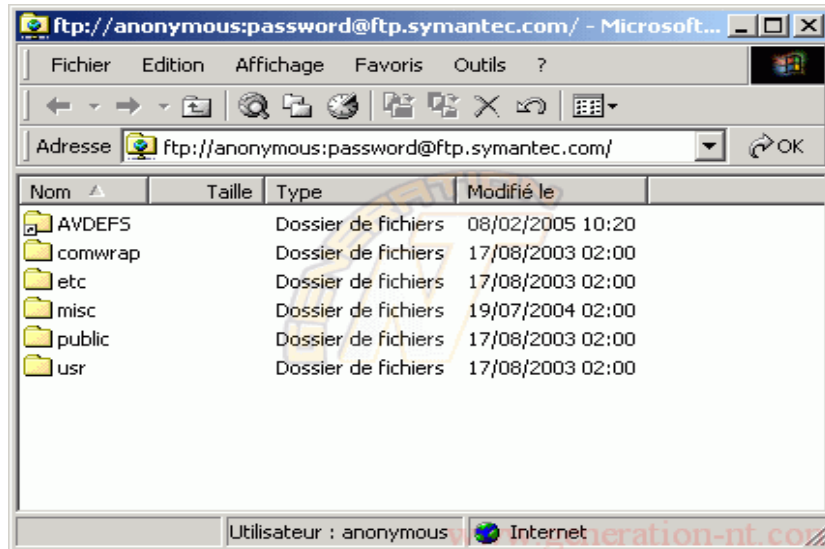 ftp://anonymous:password@ftp.symantec.com/ - Microsoft...
Fichier Edition Affichage Favoris Outils ?
Adresse ftp://anonymous:password@ftp.symantec.com/ OK
Nom Taille Type Modifié le
AVDEFS Dossier de fichiers 08/02/2005 10:20
comwrap Dossier de fichiers 17/08/2003 02:00
etc Dossier de fichiers 17/08/2003 02:00
misc Dossier de fichiers 19/07/2004 02:00
public Dossier de fichiers 17/08/2003 02:00
usr Dossier de fichiers 17/08/2003 02:00
GENERATION
NT
Utilisateur : anonymous Internet
www.generation-nt.com